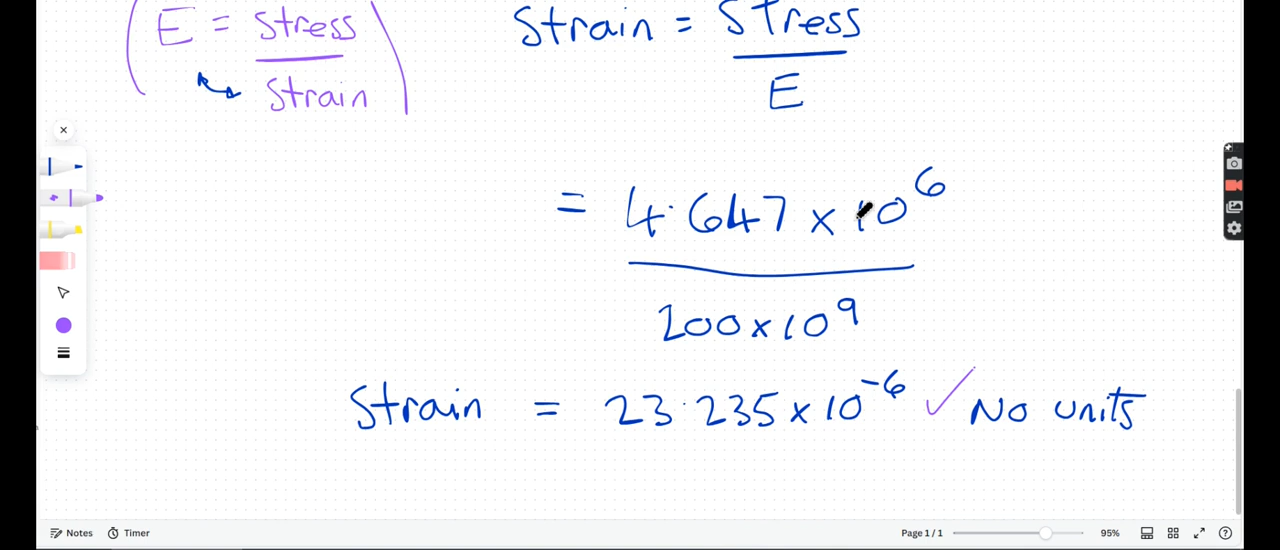 E = Stress / Strain
Strain = Stress / E
= 4.647 x 10^6 / 200 x 10^9
Strain = 23.235 x 10^-6 ✓ No units
Notes Timer Page 1 / 1 95%